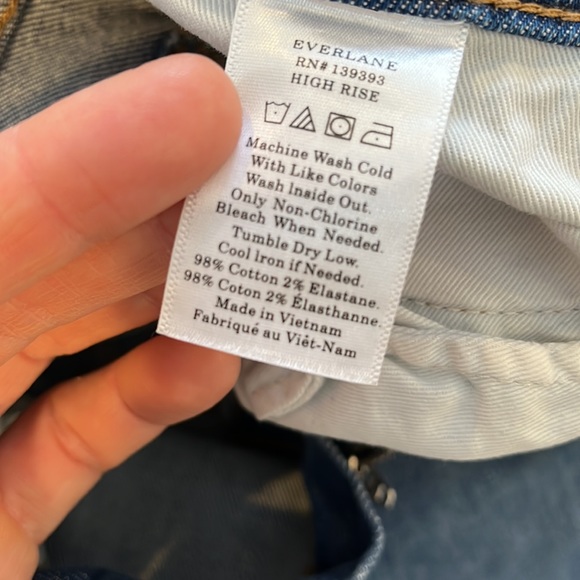 EVERLANE
RN# 139393
HIGH RISE
Machine Wash Cold
With Like Colors
Wash Inside Out.
Only Non-Chlorine
Bleach When Needed.
Tumble Dry Low.
Cool Iron if Needed.
98% Cotton 2% Elastane.
98% Coton 2% Élasthanne.
Made in Vietnam
Fabriqué au Viêt-Nam